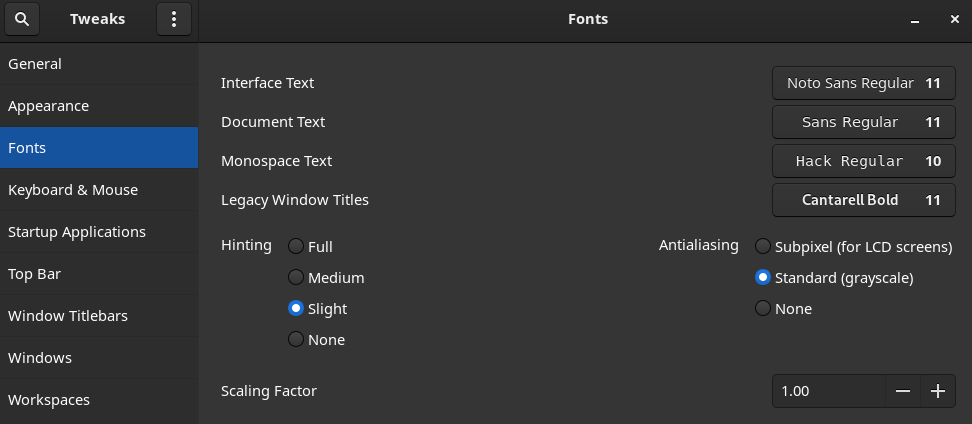 Tweaks
Fonts
General
Appearance
Fonts
Keyboard & Mouse
Startup Applications
Top Bar
Window Titlebars
Windows
Workspaces
Interface Text Noto Sans Regular 11
Document Text Sans Regular 11
Monospace Text Hack Regular 10
Legacy Window Titles Cantarell Bold 11
Hinting Full
Medium
Slight
None
Antialiasing Subpixel (for LCD screens)
Standard (grayscale)
None
Scaling Factor 1.00